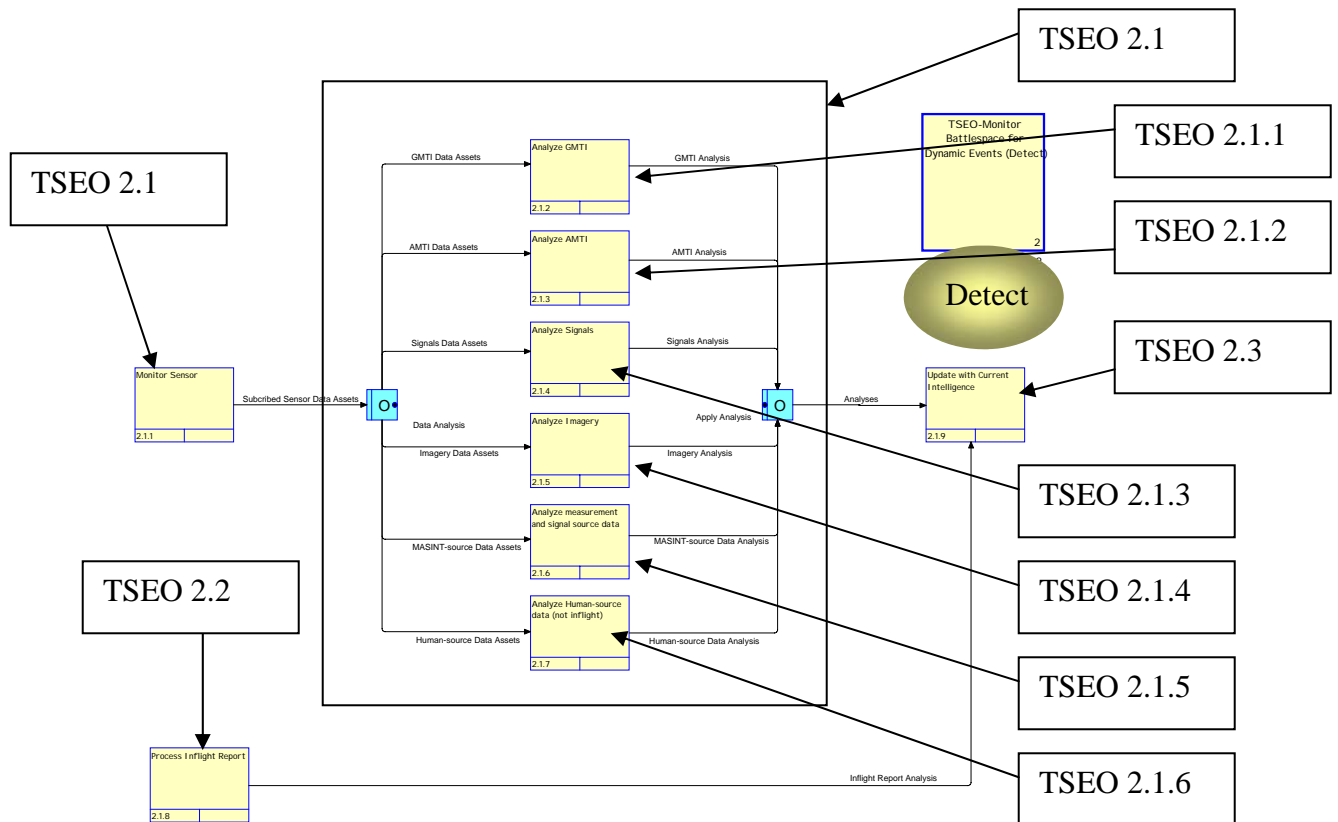 TSEO 2.1
TSEO 2.1
TSEO 2.1.1
TSEO 2.1.2
TSEO-Monitor
Battlespace for
Dynamic Events (Detect)
2
Detect
TSEO 2.3
GMTI Data Assets
Analyze GMTI
2.1.2
GMTI Analysis
AMTI Data Assets
Analyze AMTI
2.1.3
AMTI Analysis
Signals Data Assets
Analyze Signals
2.1.4
Signals Analysis
Monitor Sensor
2.1.1
Subcribed Sensor Data Assets
O
O
Apply Analysis
Analyses
Update with Current
Intelligence
2.1.9
Data Analysis
Imagery Data Assets
Analyze Imagery
2.1.5
Imagery Analysis
TSEO 2.1.3
MASINT-source Data Assets
Analyze measurement
and signal source data
2.1.6
MASINT-source Data Analysis
TSEO 2.1.4
TSEO 2.2
Human-source Data Assets
Analyze Human-source
data (not inflight)
2.1.7
Human-source Data Analysis
TSEO 2.1.5
Process Inflight Report
2.1.8
Inflight Report Analysis
TSEO 2.1.6